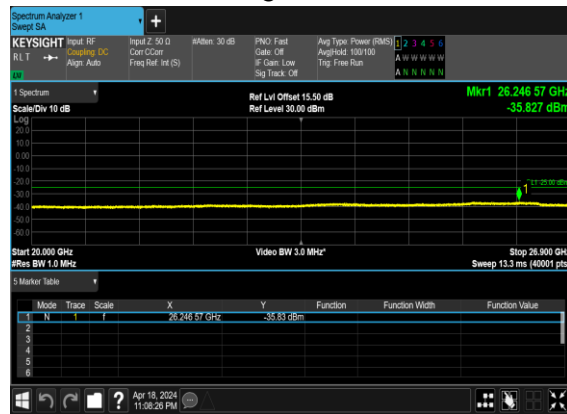 Spectrum Analyzer 1
Swept SA
+
KEYSIGHT Input: RF Input Z: 50 Ω #Atten: 30 dB PNO: Fast Avg Type: Power (RMS) 1 2 3 4 5 6
RLT Coupling: DC Corr CCorr Gate: Off Avg|Hold: 100/100 A W W W W W
Align: Auto Freq Ref: Int (S) IF Gain: Low Trig: Free Run
LXI Sig Track: Off A N N N N N
1 Spectrum Ref Lvl Offset 15.50 dB Mkr1 26.246 57 GHz
Scale/Div 10 dB Ref Level 30.00 dBm -35.827 dBm
Log
20.0
10.0
0.00
-10.0
-20.0
1 L1 -25.00 dBm
-30.0
-40.0
-50.0
-60.0
Start 20.000 GHz Video BW 3.0 MHz* Stop 26.900 GHz
#Res BW 1.0 MHz Sweep 13.3 ms (40001 pts)
5 Marker Table
Mode Trace Scale X Y Function Function Width Function Value
1 N 1 f 26.246 57 GHz -35.83 dBm
2
3
4
5
6
? Apr 18, 2024
11:06:26 PM